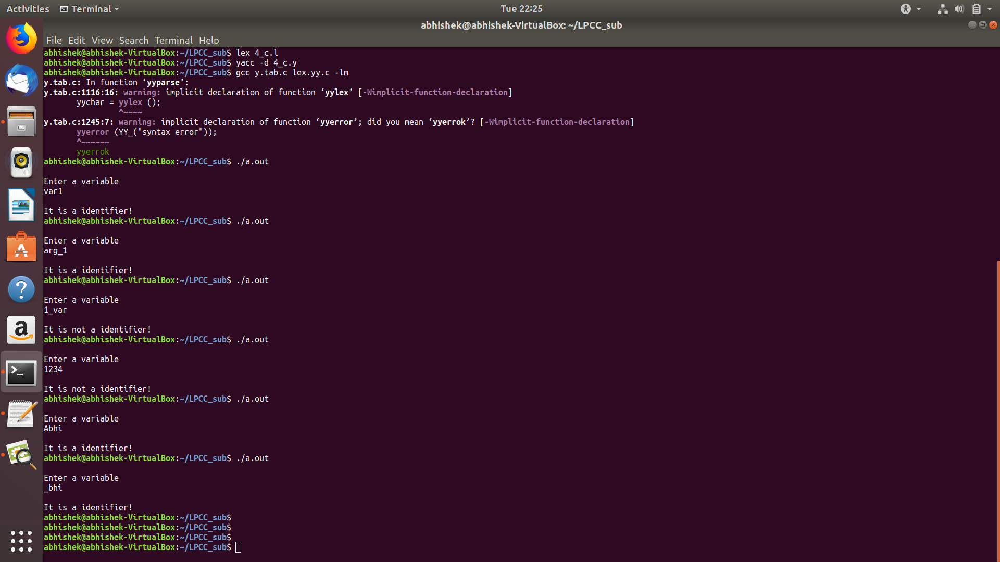 Activities Terminal Tue 22:25
abhishek@abhishek-VirtualBox: ~/LPCC_sub
File Edit View Search Terminal Help
abhishek@abhishek-VirtualBox:~/LPCC_sub$ lex 4_c.l
abhishek@abhishek-VirtualBox:~/LPCC_sub$ yacc -d 4_c.y
abhishek@abhishek-VirtualBox:~/LPCC_sub$ gcc y.tab.c lex.yy.c -lm
y.tab.c: In function ‘yyparse’:
y.tab.c:1116:16: warning: implicit declaration of function ‘yylex’ [-Wimplicit-function-declaration]
yychar = yylex ();
^~~~~
y.tab.c:1245:7: warning: implicit declaration of function ‘yyerror’; did you mean ‘yyerrok’? [-Wimplicit-function-declaration]
yyerror (YY_("syntax error"));
^~~~~~~
yyerrok
abhishek@abhishek-VirtualBox:~/LPCC_sub$ ./a.out
Enter a variable
var1
It is a identifier!
abhishek@abhishek-VirtualBox:~/LPCC_sub$ ./a.out
Enter a variable
arg_1
It is a identifier!
abhishek@abhishek-VirtualBox:~/LPCC_sub$ ./a.out
Enter a variable
1_var
It is not a identifier!
abhishek@abhishek-VirtualBox:~/LPCC_sub$ ./a.out
Enter a variable
1234
It is not a identifier!
abhishek@abhishek-VirtualBox:~/LPCC_sub$ ./a.out
Enter a variable
Abhi
It is a identifier!
abhishek@abhishek-VirtualBox:~/LPCC_sub$ ./a.out
Enter a variable
_bhi
It is a identifier!
abhishek@abhishek-VirtualBox:~/LPCC_sub$
abhishek@abhishek-VirtualBox:~/LPCC_sub$
abhishek@abhishek-VirtualBox:~/LPCC_sub$
abhishek@abhishek-VirtualBox:~/LPCC_sub$